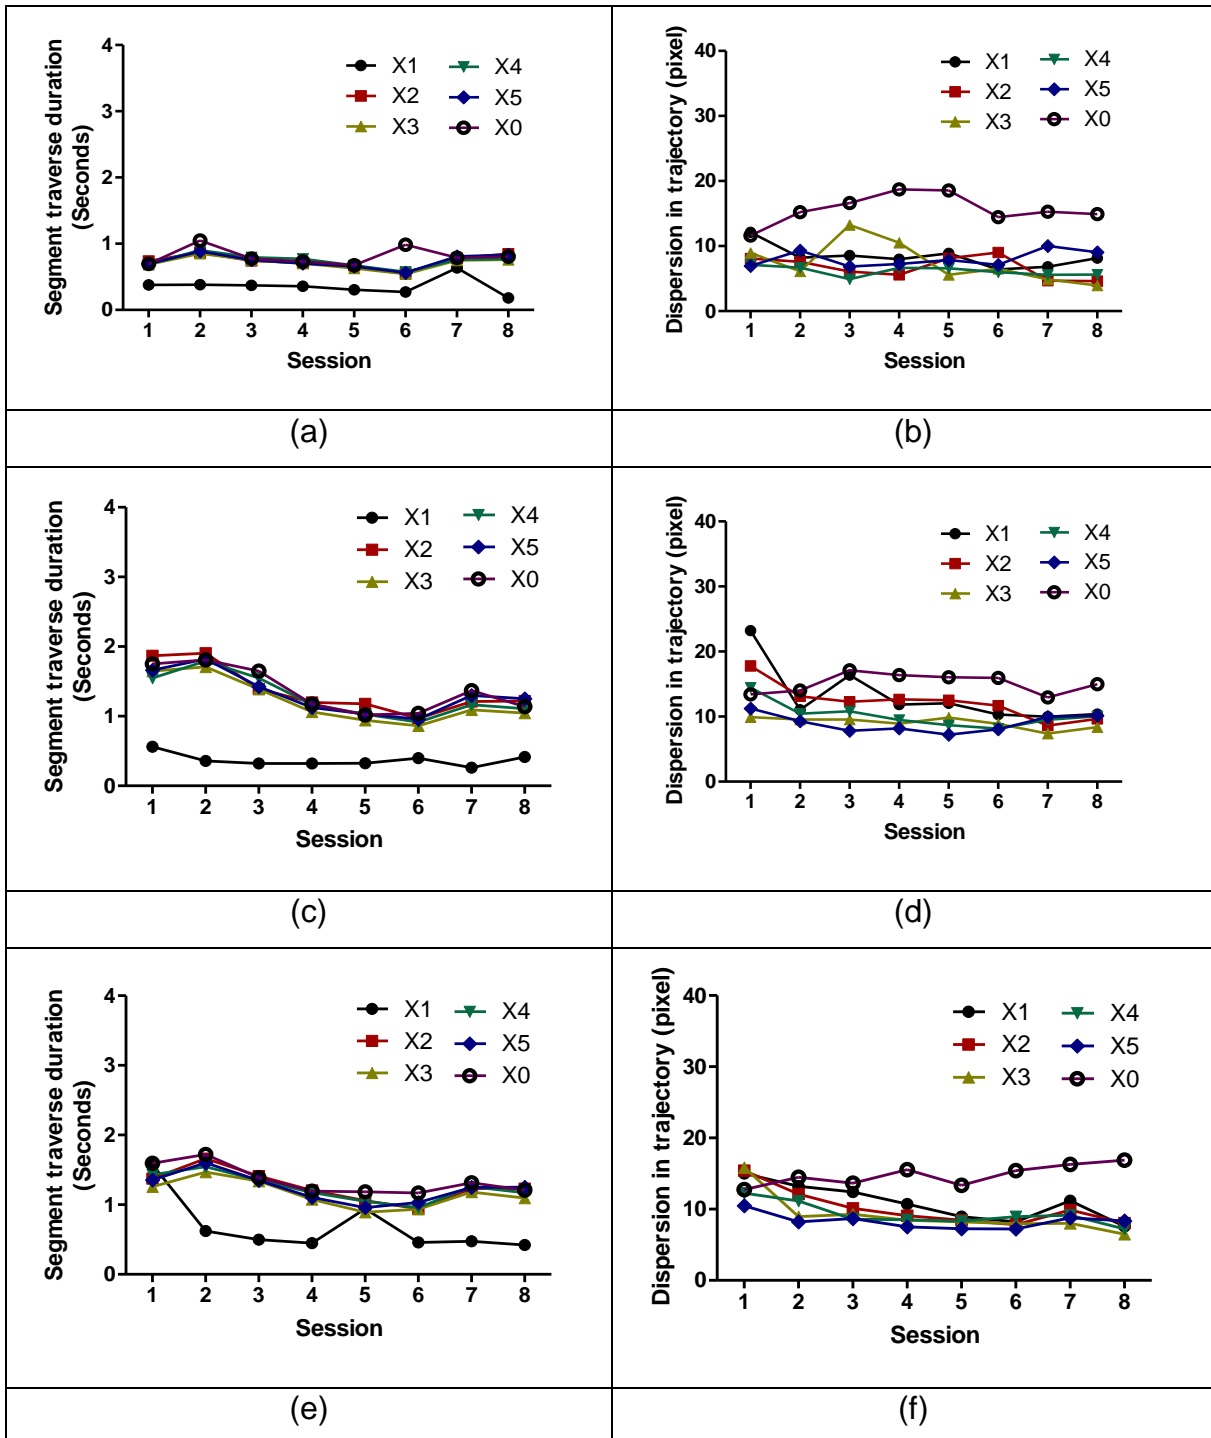 Segment traverse duration
(Seconds)
4
3
2
1
0
X1
X2
X3
X4
X5
X0
1 2 3 4 5 6 7 8
Session
Dispersion in trajectory (pixel)
40
30
20
10
0
X1
X2
X3
X4
X5
X0
1 2 3 4 5 6 7 8
Session
(a)
(b)
Segment traverse duration
(Seconds)
4
3
2
1
0
X1
X2
X3
X4
X5
X0
1 2 3 4 5 6 7 8
Session
Dispersion in trajectory (pixel)
40
30
20
10
0
X1
X2
X3
X4
X5
X0
1 2 3 4 5 6 7 8
Session
(c)
(d)
Segment traverse duration
(Seconds)
4
3
2
1
0
X1
X2
X3
X4
X5
X0
1 2 3 4 5 6 7 8
Session
Dispersion in trajectory (pixel)
40
30
20
10
0
X1
X2
X3
X4
X5
X0
1 2 3 4 5 6 7 8
Session
(e)
(f)